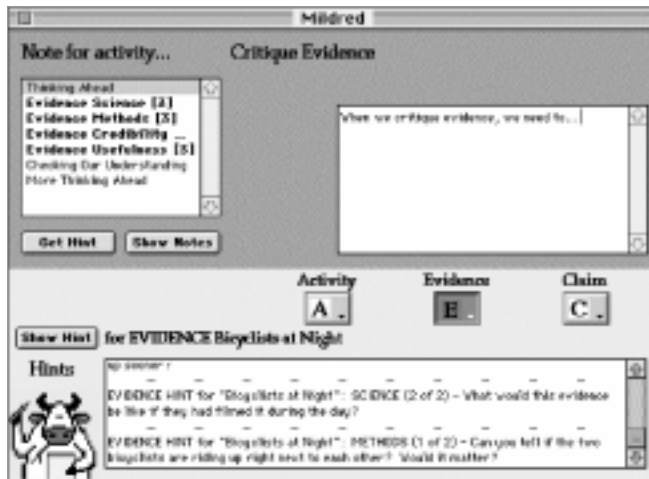 Mildred
Note for activity...
Critique Evidence
Thinking Ahead
Evidence Science [2]
Evidence Methods [3]
Evidence Credibility ...
Evidence Usefulness [3]
Checking Our Understanding
More Thinking Ahead
When we critique evidence, we need to...
Get Hint
Show Notes
Activity
Evidence
Claim
A
E
C
Show Hint
for EVIDENCE Bicyclists at Night
Hints
up sooner?
EVIDENCE HINT for "Bicyclists at Night": SCIENCE (2 of 2) - What would this evidence
be like if they had filmed it during the day?
EVIDENCE HINT for "Bicyclists at Night": METHODS (1 of 2) - Can you tell if the two
bicyclists are riding up right next to each other? Would it matter?